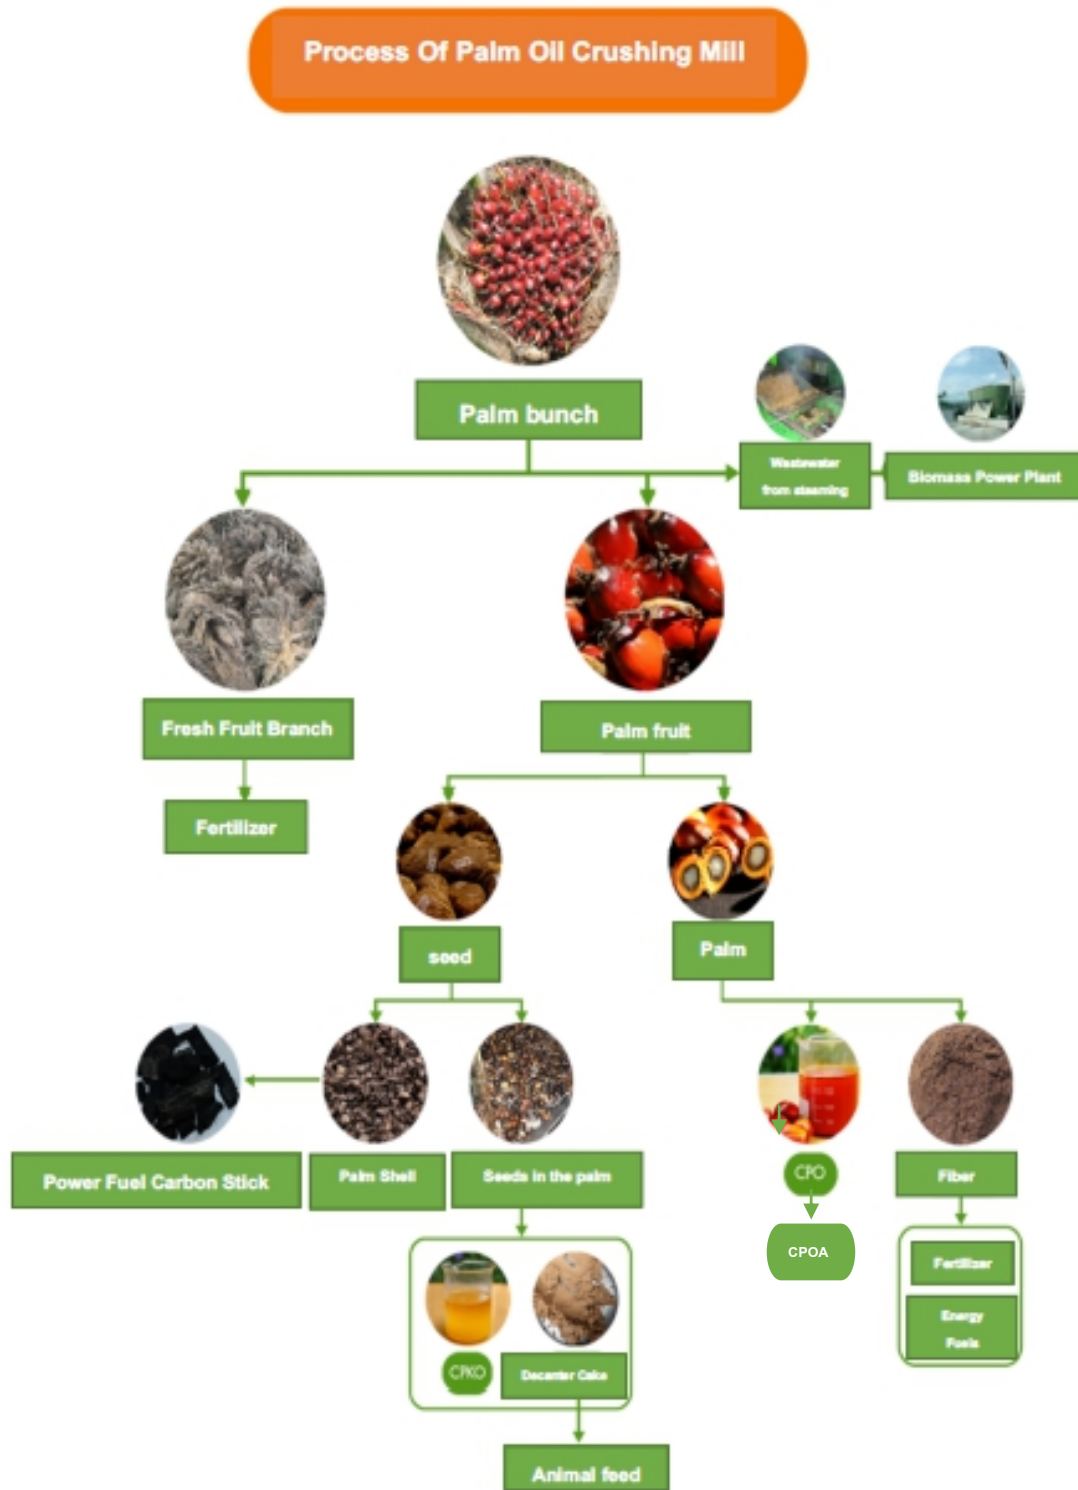 Process Of Palm Oil Crushing Mill
Palm bunch
Wastewater
from steaming
Biomass Power Plant
Fresh Fruit Branch
Palm fruit
Fertilizer
seed
Palm
Power Fuel Carbon Stick
Palm Shell
Seeds in the palm
CPO
Fiber
CPOA
Fertilizer
Energy
Fuels
CPKO
Decanter Cake
Animal feed